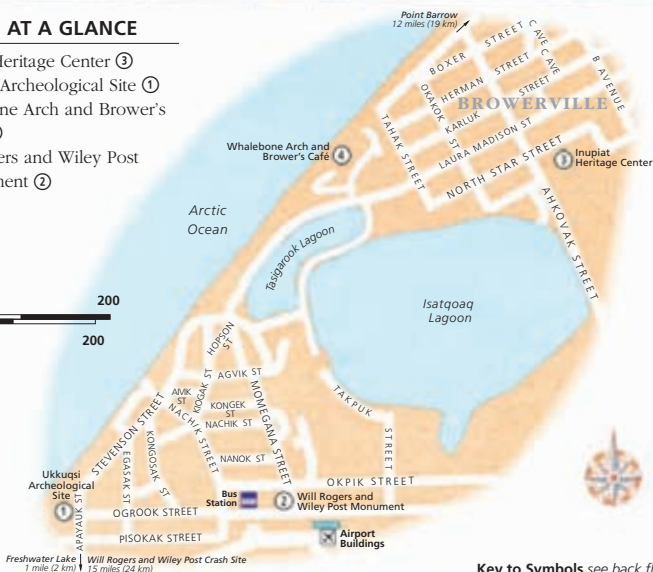 AT A GLANCE
Heritage Center ③
Archeological Site ①
ne Arch and Brower's
ers and Wiley Post
ment ②
200
200
Point Barrow
12 miles (19 km)
BOXER STREET
C AVE
C AVE
B AVENUE
HERMAN STREET
OKAKOK ST
KARLUK STREET
BROWERVILLE
TAHAK STREET
LAURA MADISON ST
NORTH STAR STREET
Whalebone Arch and
Brower's Café ④
③ Inupiat
Heritage Center
AHKOVAK STREET
Arctic
Ocean
Tasigarook Lagoon
Isatqoaq
Lagoon
HOPSON
ST
AGVIK ST
KIOGAK ST
AIVIK
ST
KONGEK
ST
NACHIK ST
NACHIK STREET
MOMEGANA STREET
TAKPUK STREET
STEVENSON STREET
EGASAK ST
KONGOSAK ST
NANOK ST
OKPIK STREET
Ukkuqsi
Archeological
Site
①
APAYAUK ST
OGROOK STREET
Bus
Station
② Will Rogers and
Wiley Post Monument
PISOKAK STREET
Airport
Buildings
Freshwater Lake
1 mile (2 km)
Will Rogers and Wiley Post Crash Site
15 miles (24 km)
Key to Symbols see back fl